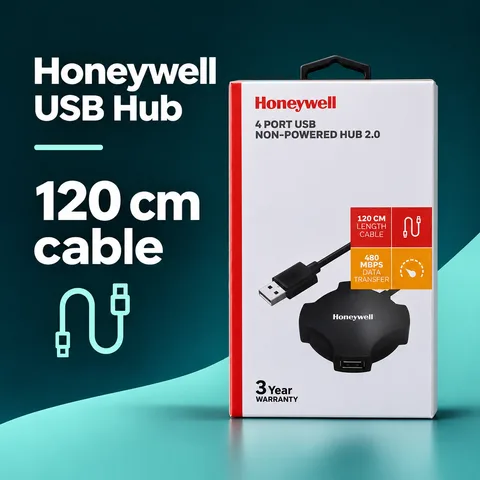 Honeywell
USB Hub
120 cm
cable
Honeywell
4 PORT USB
NON-POWERED HUB 2.0
120 CM
LENGTH
CABLE
480
MBPS
DATA
TRANSFER
Honeywell
3 Year
WARRANTY